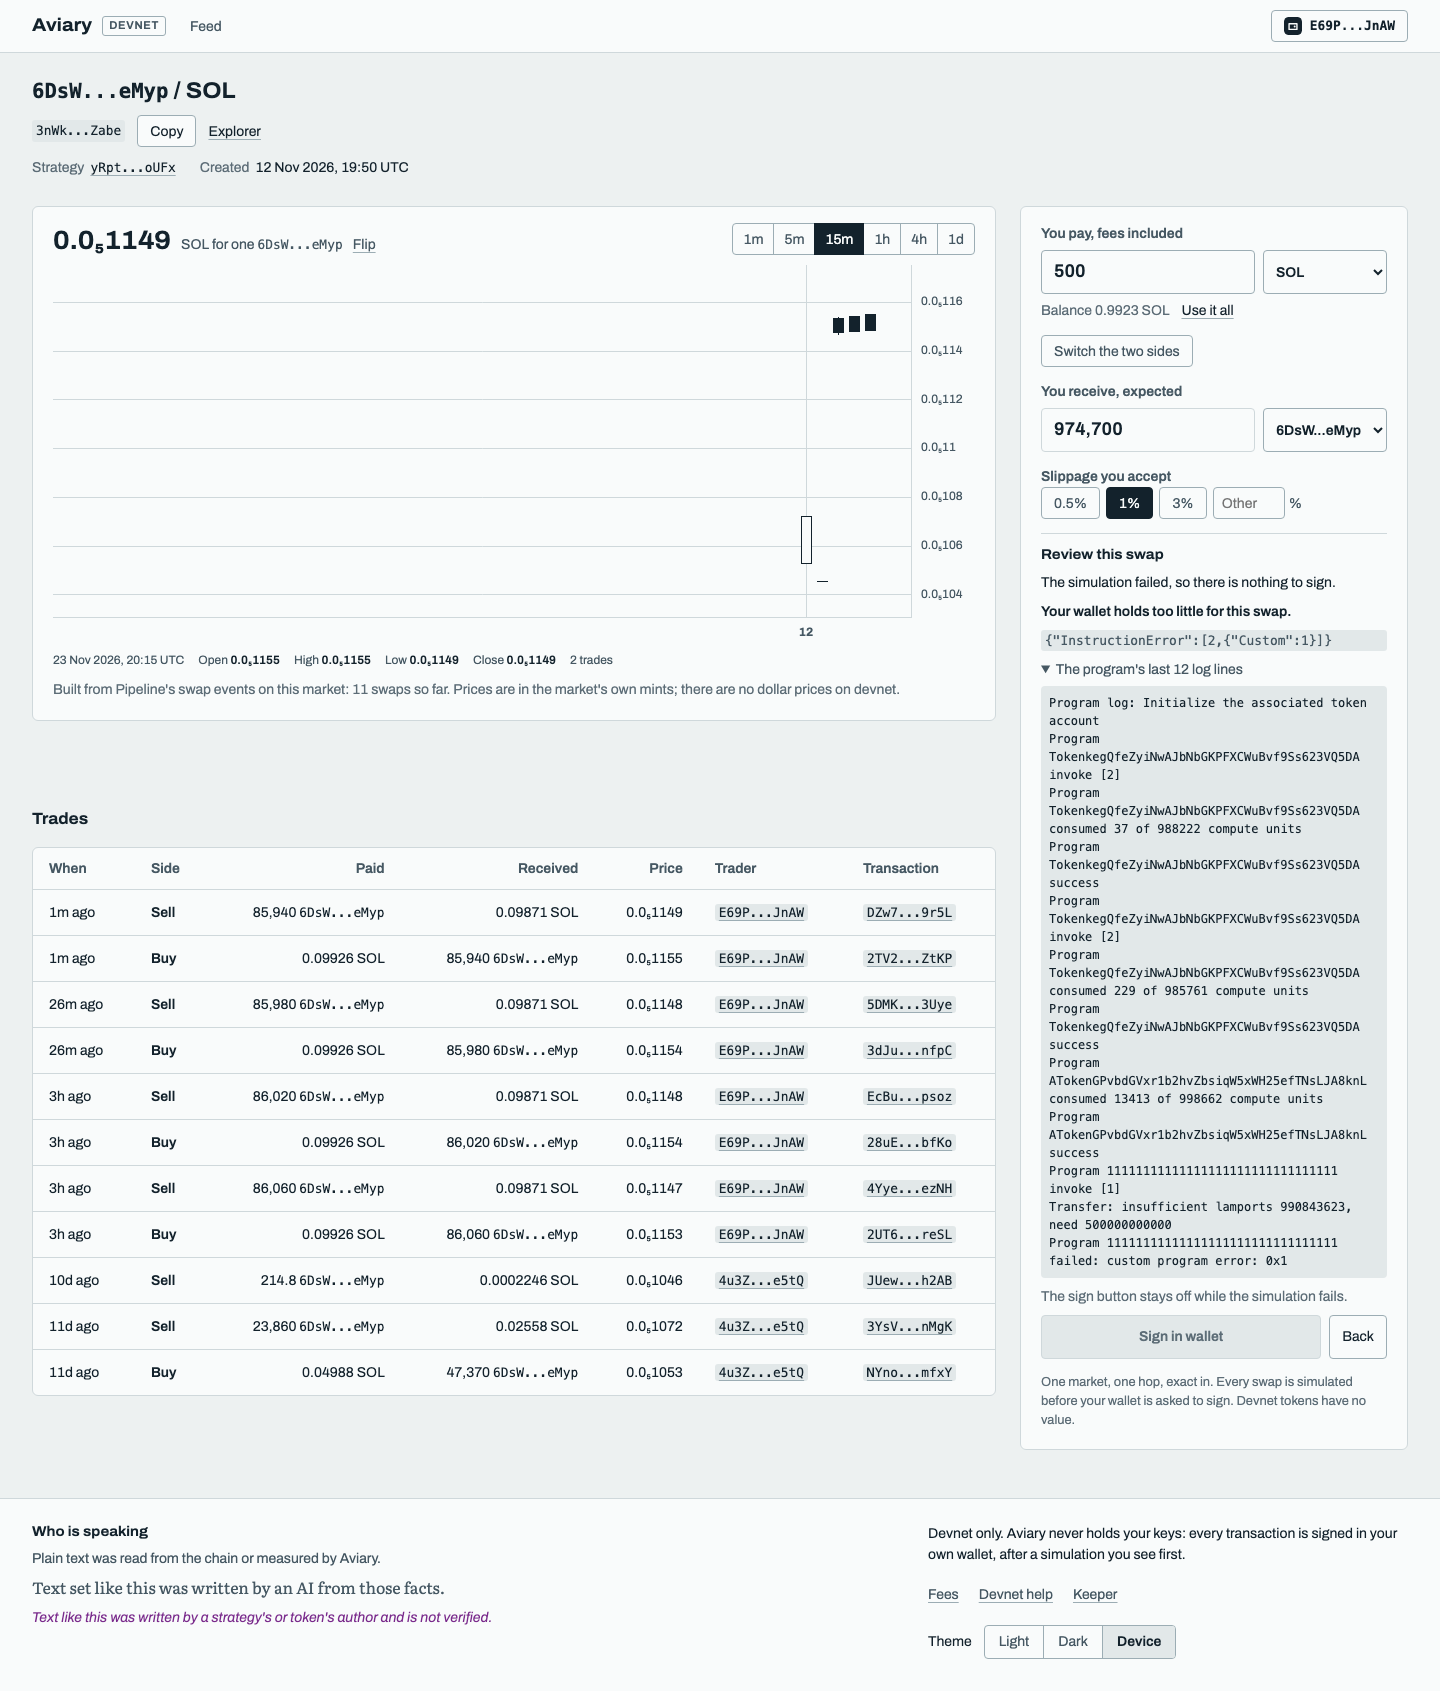 Aviary DEVNET Feed E69P...JnAW
6DsW...eMyp / SOL
3nWk...Zabe Copy Explorer
Strategy yRpt...oUFx Created 12 Nov 2026, 19:50 UTC
0.0₅1149 SOL for one 6DsW...eMyp Flip
1m 5m 15m 1h 4h 1d
0.0₅116
0.0₅114
0.0₅112
0.0₅11
0.0₅108
0.0₅106
0.0₅104
12
23 Nov 2026, 20:15 UTC Open 0.0₅1155 High 0.0₅1155 Low 0.0₅1149 Close 0.0₅1149 2 trades
Built from Pipeline's swap events on this market: 11 swaps so far. Prices are in the market's own mints; there are no dollar prices on devnet.
Trades
When Side Paid Received Price Trader Transaction
1m ago Sell 85,940 6DsW...eMyp 0.09871 SOL 0.0₅1149 E69P...JnAW DZw7...9r5L
1m ago Buy 0.09926 SOL 85,940 6DsW...eMyp 0.0₅1155 E69P...JnAW 2TV2...ZtKP
26m ago Sell 85,980 6DsW...eMyp 0.09871 SOL 0.0₅1148 E69P...JnAW 5DMK...3Uye
26m ago Buy 0.09926 SOL 85,980 6DsW...eMyp 0.0₅1154 E69P...JnAW 3dJu...nfpC
3h ago Sell 86,020 6DsW...eMyp 0.09871 SOL 0.0₅1148 E69P...JnAW EcBu...psoz
3h ago Buy 0.09926 SOL 86,020 6DsW...eMyp 0.0₅1154 E69P...JnAW 28uE...bfKo
3h ago Sell 86,060 6DsW...eMyp 0.09871 SOL 0.0₅1147 E69P...JnAW 4Yye...ezNH
3h ago Buy 0.09926 SOL 86,060 6DsW...eMyp 0.0₅1153 E69P...JnAW 2UT6...reSL
10d ago Sell 214.8 6DsW...eMyp 0.0002246 SOL 0.0₅1046 4u3Z...e5tQ JUew...h2AB
11d ago Sell 23,860 6DsW...eMyp 0.02558 SOL 0.0₅1072 4u3Z...e5tQ 3YsV...nMgK
11d ago Buy 0.04988 SOL 47,370 6DsW...eMyp 0.0₅1053 4u3Z...e5tQ NYno...mfxY
You pay, fees included
500 SOL
Balance 0.9923 SOL Use it all
Switch the two sides
You receive, expected
974,700 6DsW...eMyp
Slippage you accept
0.5% 1% 3% Other %
Review this swap
The simulation failed, so there is nothing to sign.
Your wallet holds too little for this swap.
{"InstructionError":[2,{"Custom":1}]}
▼ The program's last 12 log lines
Program log: Initialize the associated token
account
Program
TokenkegQfeZyiNwAJbNbGKPFXCWuBvf9Ss623VQ5DA
invoke [2]
Program
TokenkegQfeZyiNwAJbNbGKPFXCWuBvf9Ss623VQ5DA
consumed 37 of 988222 compute units
Program
TokenkegQfeZyiNwAJbNbGKPFXCWuBvf9Ss623VQ5DA
success
Program
TokenkegQfeZyiNwAJbNbGKPFXCWuBvf9Ss623VQ5DA
invoke [2]
Program
TokenkegQfeZyiNwAJbNbGKPFXCWuBvf9Ss623VQ5DA
consumed 229 of 985761 compute units
Program
TokenkegQfeZyiNwAJbNbGKPFXCWuBvf9Ss623VQ5DA
success
Program
ATokenGPvbdGVxr1b2hvZbsiqW5xWH25efTNsLJA8knL
consumed 13413 of 998662 compute units
Program
ATokenGPvbdGVxr1b2hvZbsiqW5xWH25efTNsLJA8knL
success
Program 11111111111111111111111111111111
invoke [1]
Transfer: insufficient lamports 990843623,
need 500000000000
Program 11111111111111111111111111111111
failed: custom program error: 0x1
The sign button stays off while the simulation fails.
Sign in wallet Back
One market, one hop, exact in. Every swap is simulated
before your wallet is asked to sign. Devnet tokens have no
value.
Who is speaking
Plain text was read from the chain or measured by Aviary.
Text set like this was written by an AI from those facts.
Text like this was written by a strategy's or token's author and is not verified.
Devnet only. Aviary never holds your keys: every transaction is signed in your
own wallet, after a simulation you see first.
Fees Devnet help Keeper
Theme Light Dark Device